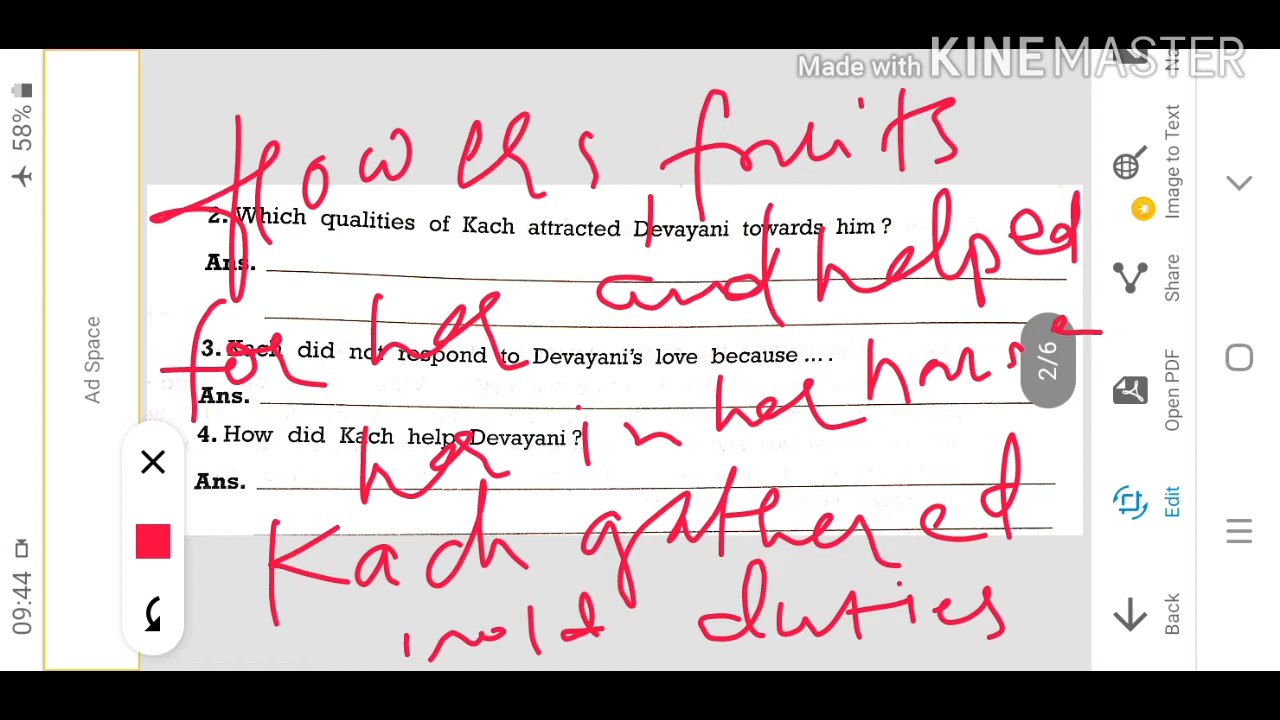 Made with KINEMASTER
flowers fruits
2. Which qualities of Kach attracted Devayani towards him ?
Ans.
and helped
for her
3. Kach did not respond to Devayani's love because ....
Ans.
in her hous
4. How did Kach help Devayani ?
her
Ans.
Kach gathered
duties
58%
09:44
Ad Space
2/6
Image to Text
Share
Open PDF
Edit
Back